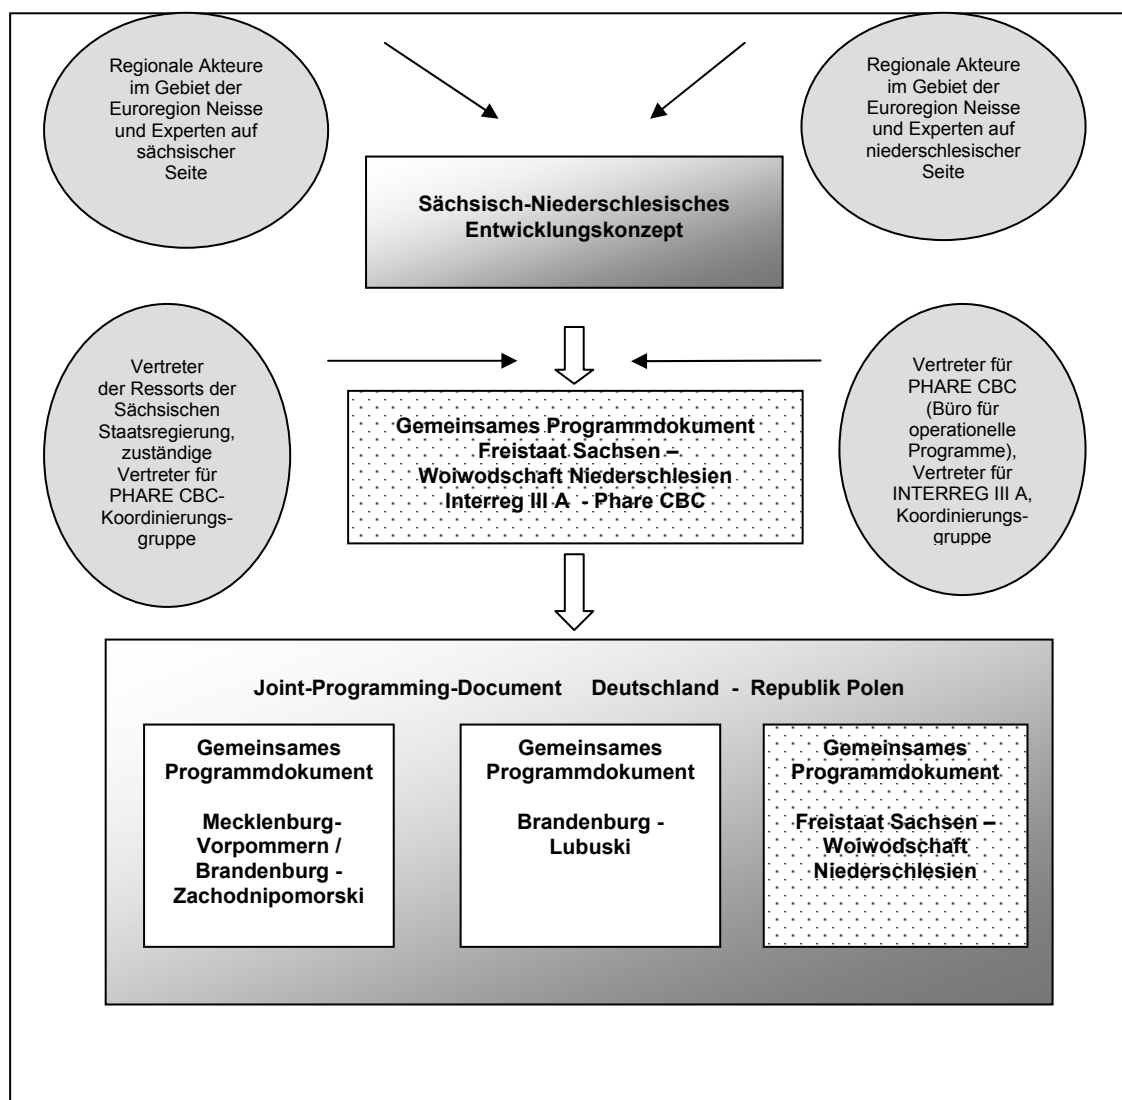 Regionale Akteure
im Gebiet der
Euroregion Neisse
und Experten auf
sächsischer
Seite
Regionale Akteure
im Gebiet der
Euroregion Neisse
und Experten auf
niederschlesischer
Seite
Sächsisch-Niederschlesisches
Entwicklungskonzept
Vertreter
der Ressorts der
Sächsischen
Staatsregierung,
zuständige
Vertreter für
PHARE CBC-
Koordinierungs-
gruppe
Vertreter für
PHARE CBC
(Büro für
operationelle
Programme),
Vertreter für
INTERREG III A,
Koordinierungs-
gruppe
Gemeinsames Programmdokument
Freistaat Sachsen –
Woiwodschaft Niederschlesien
Interreg III A - Phare CBC
Joint-Programming-Document Deutschland - Republik Polen
Gemeinsames
Programmdokument
Mecklenburg-
Vorpommern /
Brandenburg -
Zachodnipomorski
Gemeinsames
Programmdokument
Brandenburg -
Lubuski
Gemeinsames
Programmdokument
Freistaat Sachsen –
Woiwodschaft
Niederschlesien